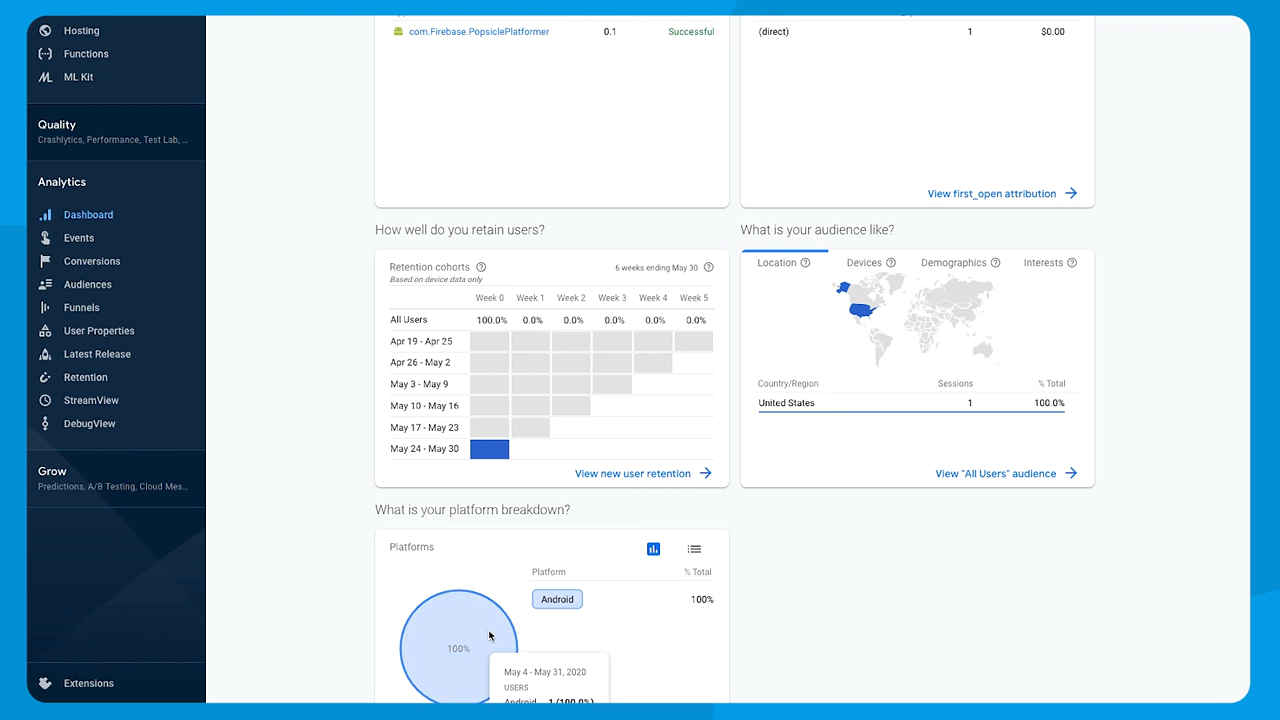 Hosting
Functions
ML Kit
Quality
Crashlytics, Performance, Test Lab, ...
Analytics
Dashboard
Events
Conversions
Audiences
Funnels
User Properties
Latest Release
Retention
StreamView
DebugView
Grow
Predictions, A/B Testing, Cloud Mes...
Extensions
com.Firebase.PopsiclePlatformer 0.1 Successful
(direct) 1 $0.00
View first_open attribution
How well do you retain users?
Retention cohorts
Based on device data only
6 weeks ending May 30
Week 0 Week 1 Week 2 Week 3 Week 4 Week 5
All Users 100.0% 0.0% 0.0% 0.0% 0.0% 0.0%
Apr 19 - Apr 25
Apr 26 - May 2
May 3 - May 9
May 10 - May 16
May 17 - May 23
May 24 - May 30
View new user retention
What is your audience like?
Location Devices Demographics Interests
Country/Region Sessions % Total
United States 1 100.0%
View "All Users" audience
What is your platform breakdown?
Platforms
Platform % Total
Android 100%
100%
May 4 - May 31, 2020
USERS
Android 1 (100.0%)